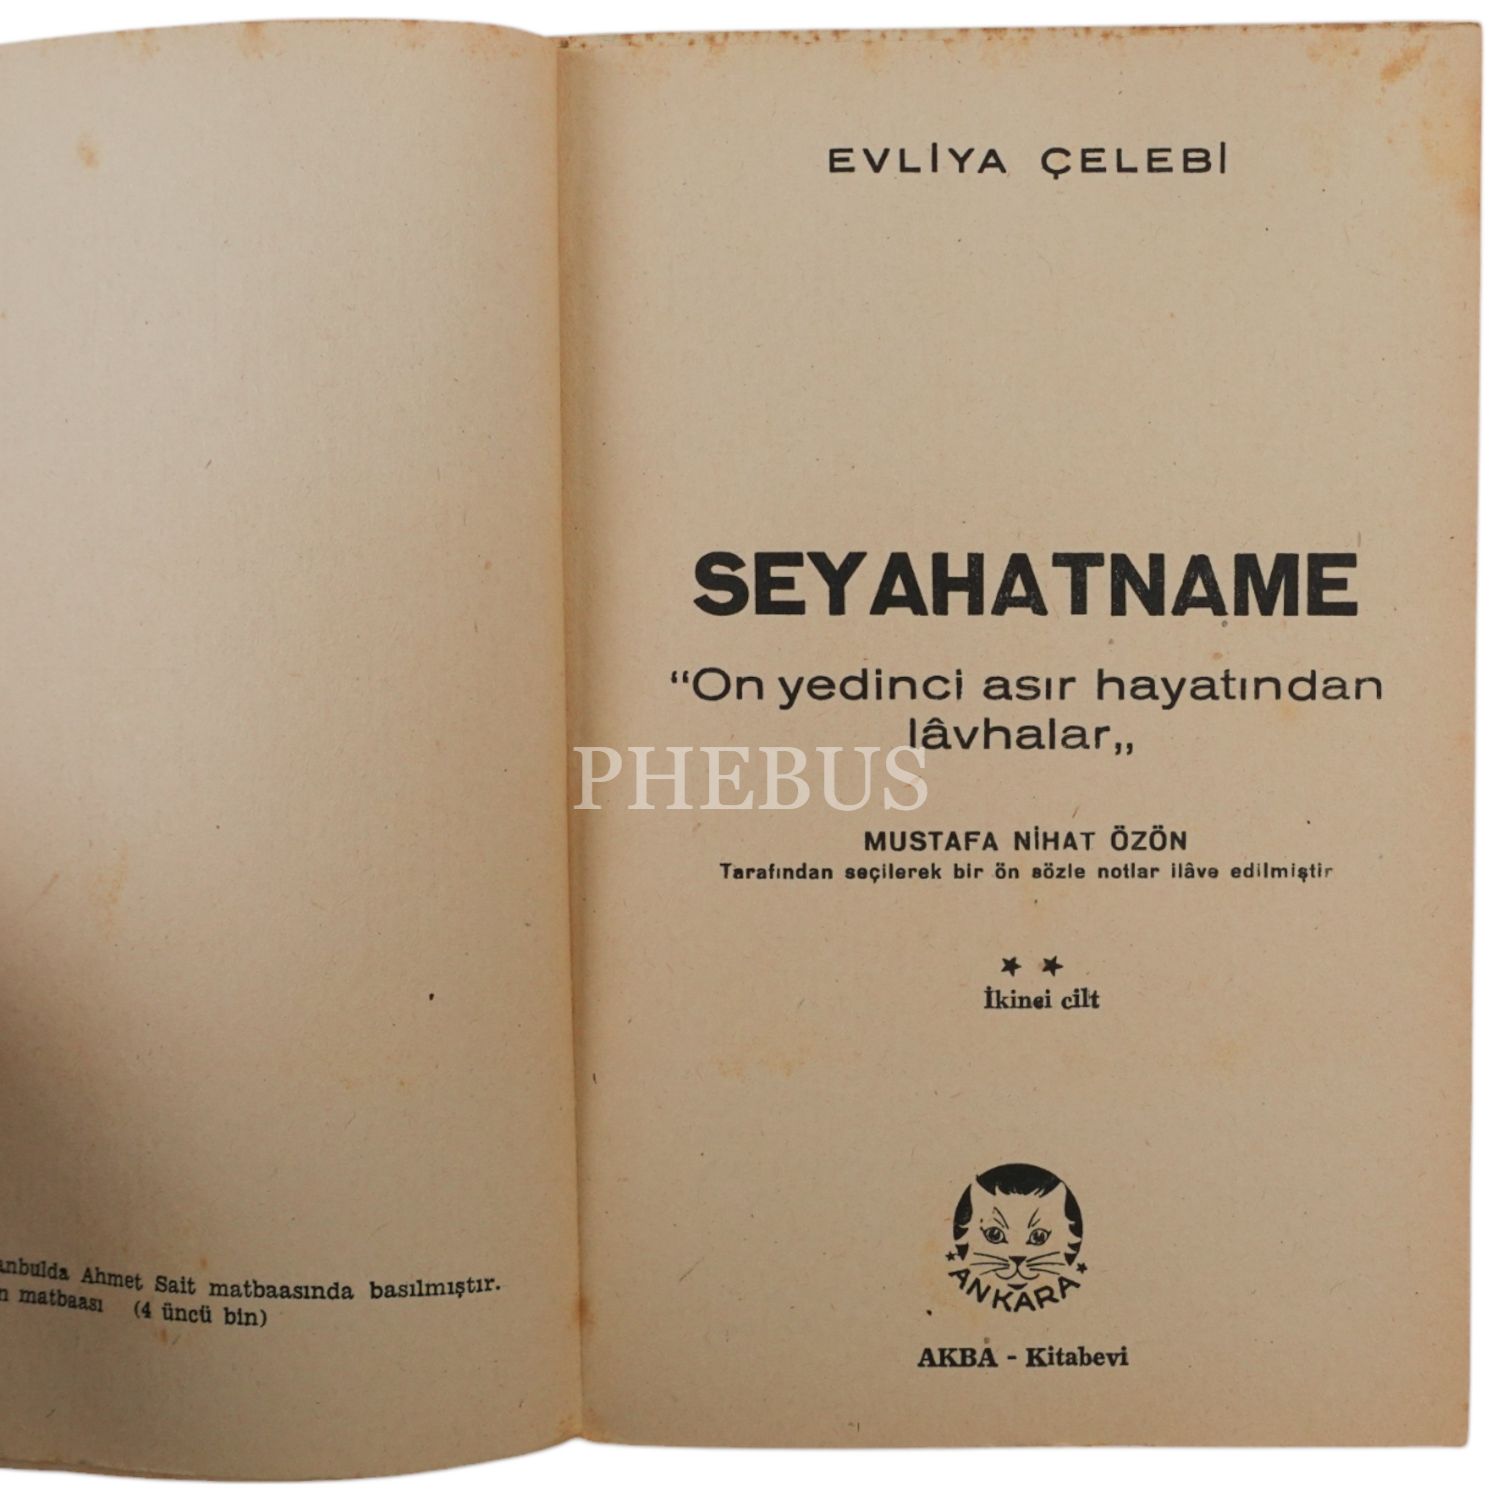 Ahmet Sait matbaasında basılmıştır.
matbaası (4 üncü bin)
EVLİYA ÇELEBİ
SEYAHATNAME
“On yedinci asır hayatından
lâvhalar„
PHEBUS
MUSTAFA NİHAT ÖZÖN
Tarafından seçilerek bir ön sözle notlar ilâve edilmiştir
İkinci cilt
ANKARA
AKBA - Kitabevi